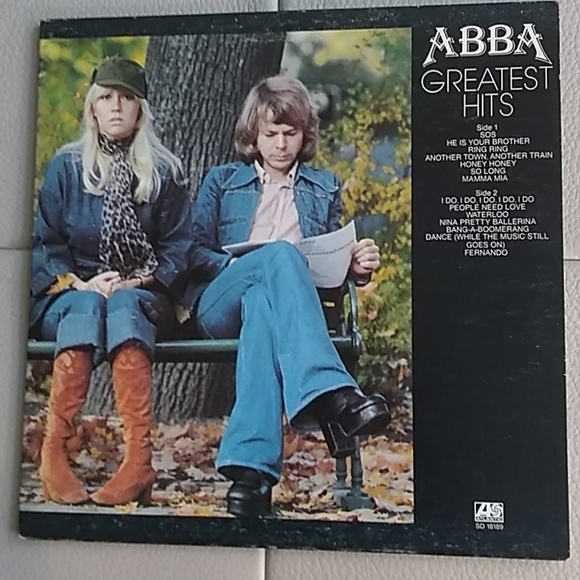 ABBA
GREATEST
HITS
Side 1
SOS
HE IS YOUR BROTHER
RING RING
ANOTHER TOWN, ANOTHER TRAIN
HONEY HONEY
SO LONG
MAMMA MIA
Side 2
I DO, I DO, I DO, I DO, I DO
PEOPLE NEED LOVE
WATERLOO
NINA PRETTY BALLERINA
BANG-A-BOOMERANG
DANCE (WHILE THE MUSIC STILL
GOES ON)
FERNANDO
ATLANTIC
SD 18189